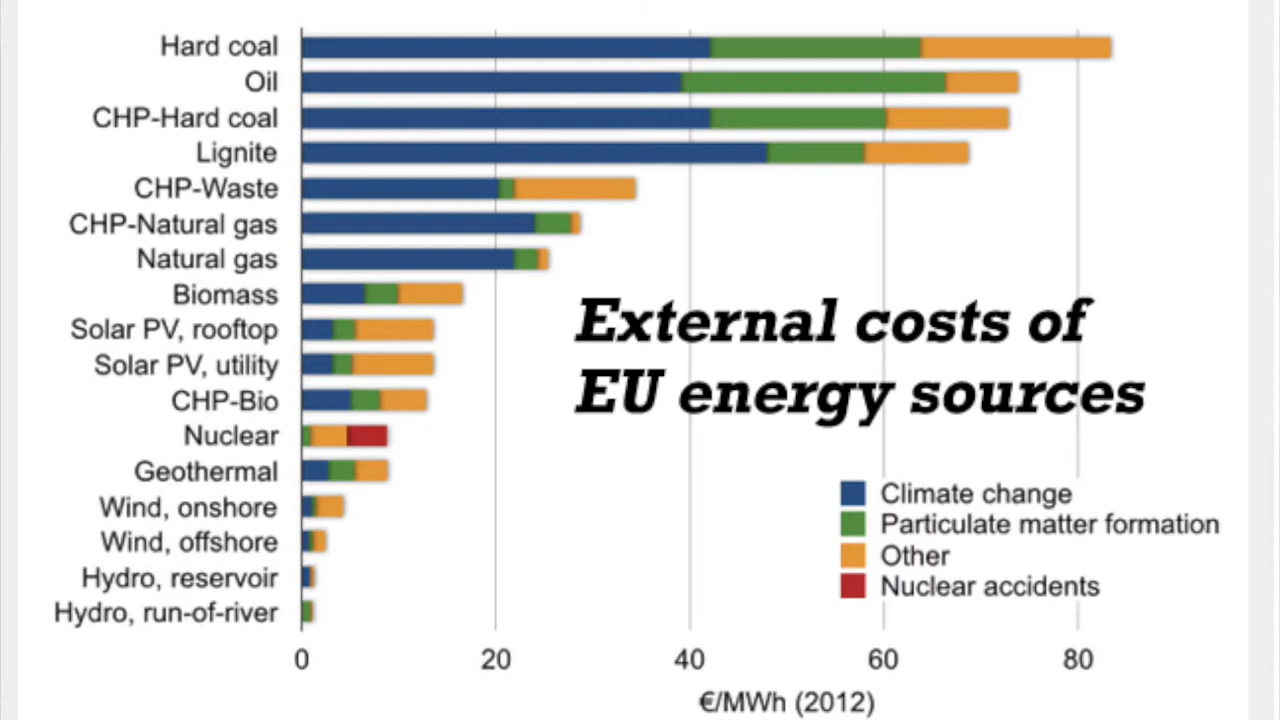 Hard coal
Oil
CHP-Hard coal
Lignite
CHP-Waste
CHP-Natural gas
Natural gas
Biomass
Solar PV, rooftop
Solar PV, utility
CHP-Bio
Nuclear
Geothermal
Wind, onshore
Wind, offshore
Hydro, reservoir
Hydro, run-of-river
External costs of
EU energy sources
Climate change
Particulate matter formation
Other
Nuclear accidents
0 20 40 60 80
€/MWh (2012)